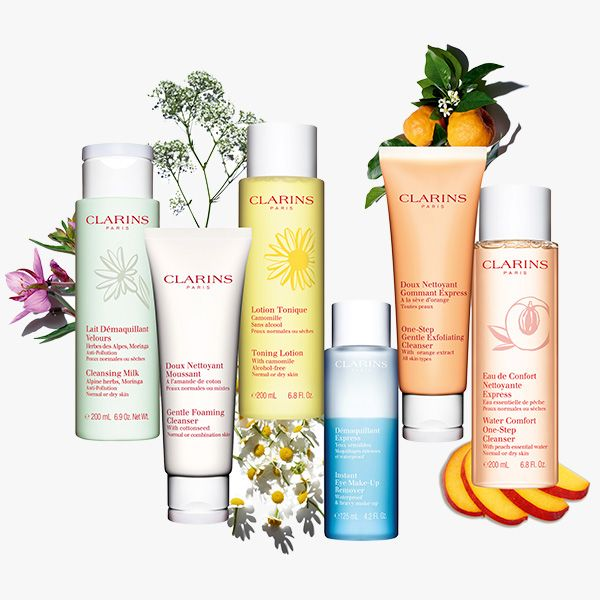 CLARINS
PARIS
Lait Démaquillant
Velours
Herbes des Alpes, Moringa
Anti-Pollution
Peaux normales ou sèches
Cleansing Milk
Alpine herbs, Moringa
Anti-Pollution
Normal or dry skin
℮200 mL 6.9 Oz. Net Wt.
CLARINS
PARIS
Doux Nettoyant
Moussant
A l'amande de coton
Peaux normales ou mixtes
Gentle Foaming
Cleanser
With cottonseed
Normal or combination skin
CLARINS
PARIS
Lotion Tonique
Camomille
Sans alcool
Peaux normales ou sèches
Toning Lotion
With camomile
Alcohol-free
Normal or dry skin
℮200 mL 6.8 Fl. Oz.
CLARINS
PARIS
Démaquillant
Express
Yeux sensibles
Maquillages intenses
et waterproof
Instant
Eye Make-Up
Remover
Waterproof
& heavy make-up
℮125 mL 4.2 Fl. Oz.
CLARINS
PARIS
Doux Nettoyant
Gommant Express
A la sève d'orange
Toutes peaux
One-Step
Gentle Exfoliating
Cleanser
With orange extract
All skin types
CLARINS
PARIS
Eau de Confort
Nettoyante
Express
Eau essentielle de pêche
Peaux normales ou sèches
Water Comfort
One-Step
Cleanser
With peach essential water
Normal or dry skin
℮200 mL 6.8 Fl. Oz.